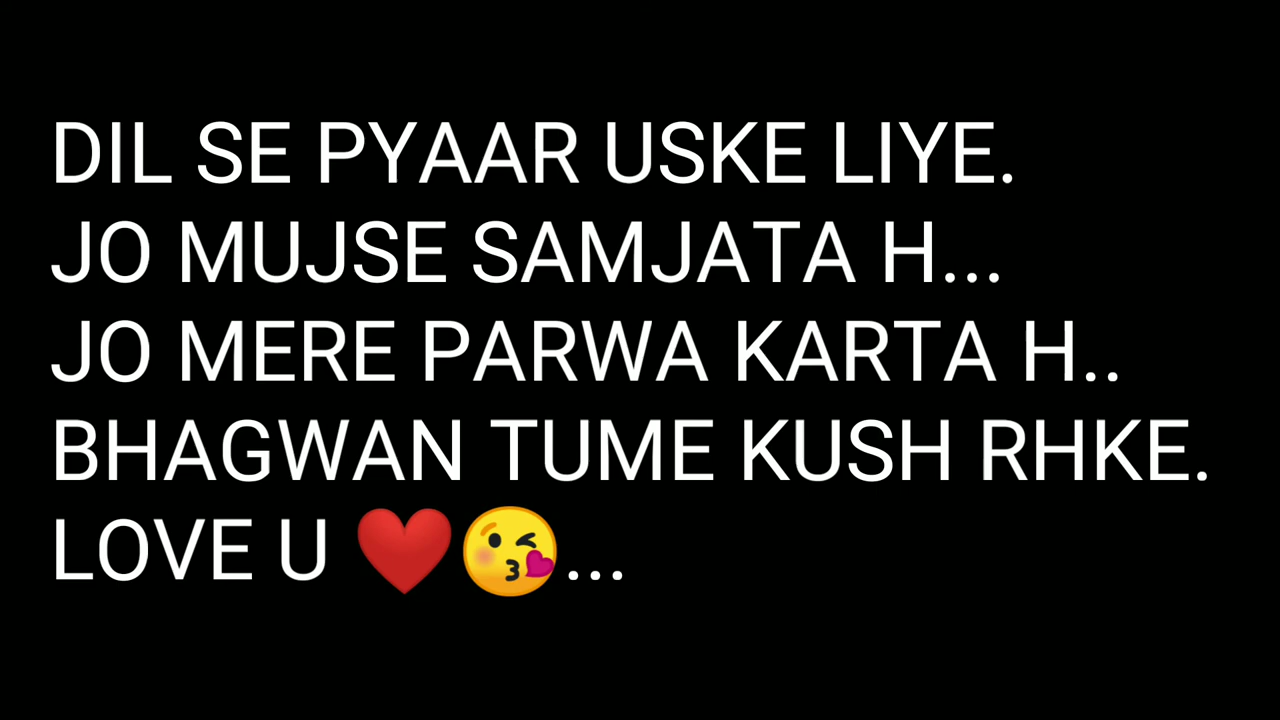 DIL SE PYAAR USKE LIYE.
JO MUJSE SAMJATA H...
JO MERE PARWA KARTA H..
BHAGWAN TUME KUSH RHKE.
LOVE U ❤️😘...